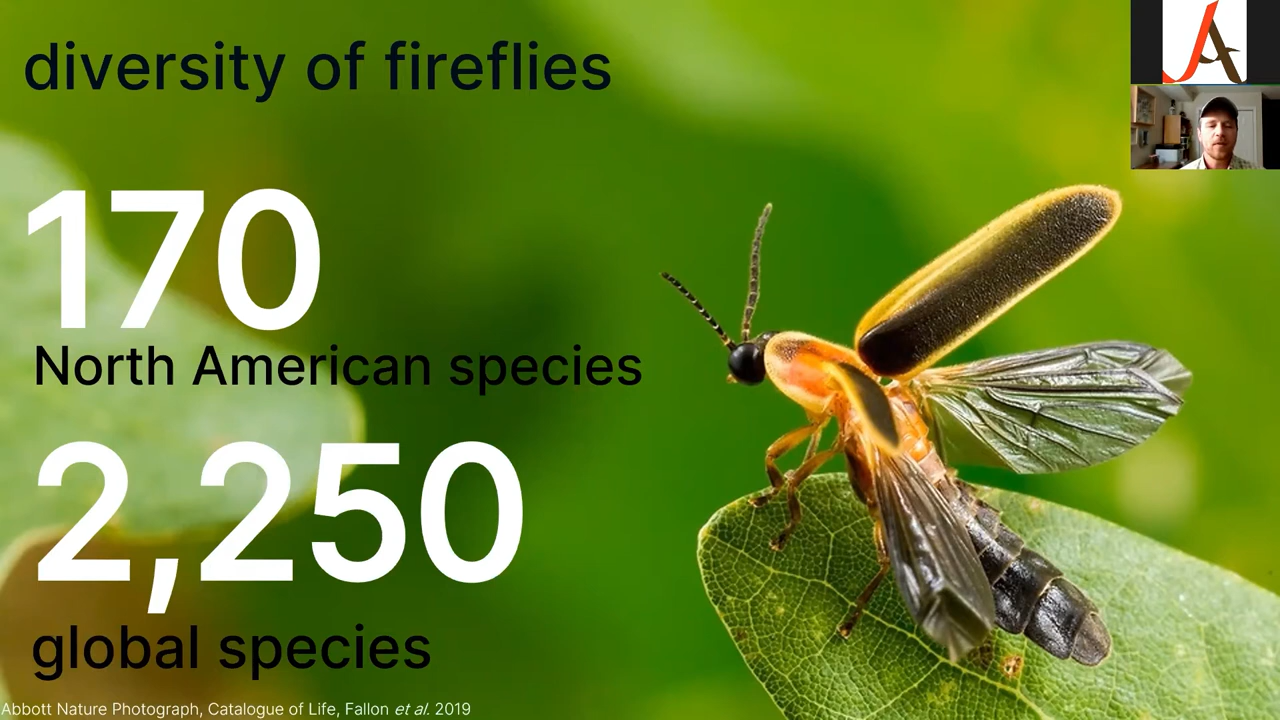 diversity of fireflies
170
North American species
2,250
global species
Abbott Nature Photograph, Catalogue of Life, Fallon et al. 2019
JA